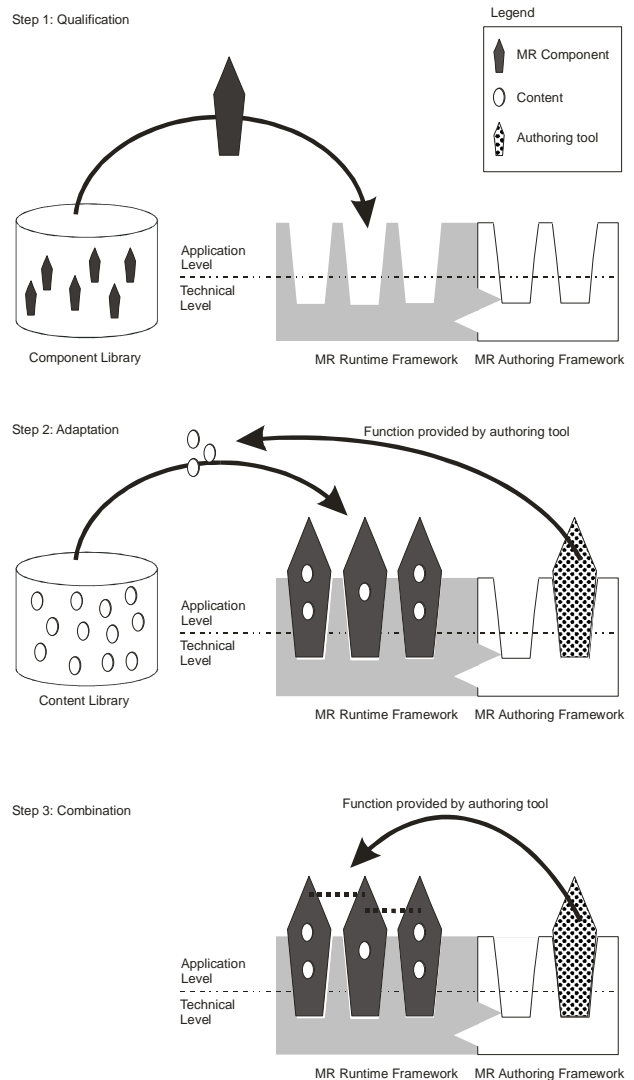 Step 1: Qualification
Legend
MR Component
Content
Authoring tool
Application
Level
Technical
Level
Component Library
MR Runtime Framework
MR Authoring Framework
Step 2: Adaptation
Function provided by authoring tool
Application
Level
Technical
Level
Content Library
MR Runtime Framework
MR Authoring Framework
Step 3: Combination
Function provided by authoring tool
Application
Level
Technical
Level
MR Runtime Framework
MR Authoring Framework